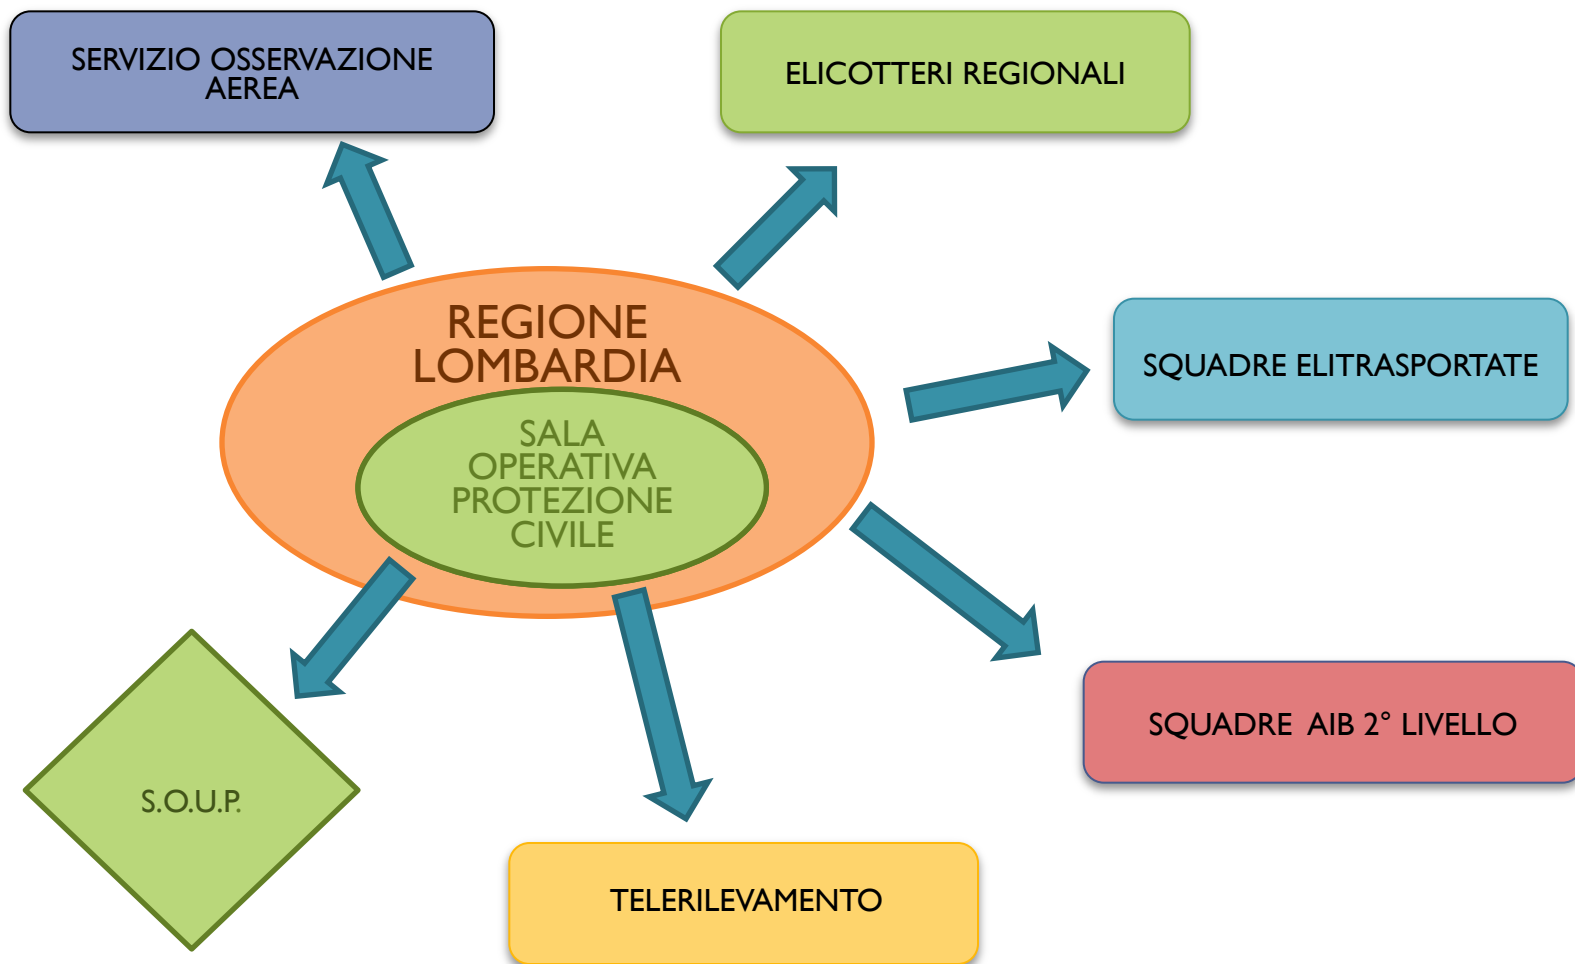 SERVIZIO OSSERVAZIONE
AEREA
ELICOTTERI REGIONALI
REGIONE
LOMBARDIA
SQUADRE ELITRASPORTATE
SALA
OPERATIVA
PROTEZIONE
CIVILE
SQUADRE AIB 2° LIVELLO
S.O.U.P.
TELERILEVAMENTO